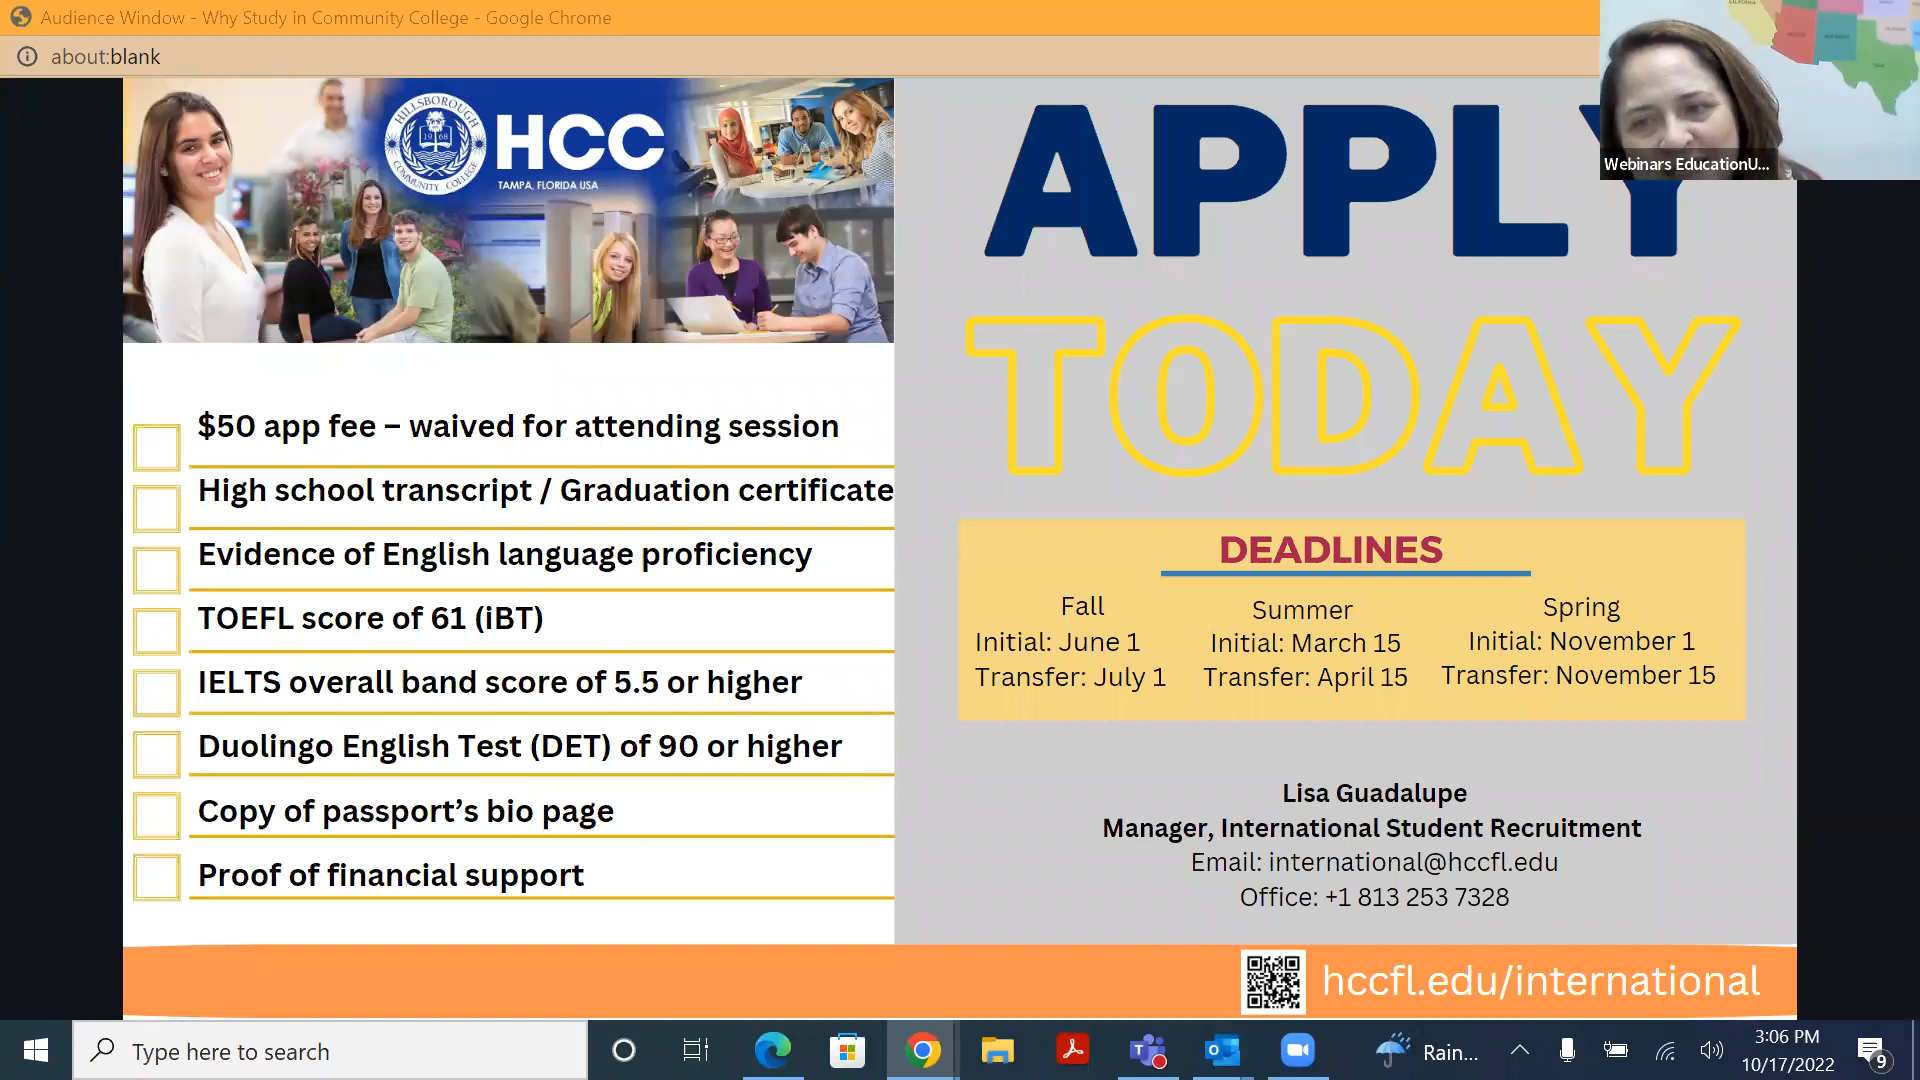 Audience Window - Why Study in Community College - Google Chrome
about:blank
Webinars EducationU...
HILLSBOROUGH
1968
COMMUNITY COLLEGE
HCC
TAMPA, FLORIDA USA
$50 app fee – waived for attending session
High school transcript / Graduation certificate
Evidence of English language proficiency
TOEFL score of 61 (iBT)
IELTS overall band score of 5.5 or higher
Duolingo English Test (DET) of 90 or higher
Copy of passport's bio page
Proof of financial support
APPLY
TODAY
DEADLINES
Fall
Initial: June 1
Transfer: July 1
Summer
Initial: March 15
Transfer: April 15
Spring
Initial: November 1
Transfer: November 15
Lisa Guadalupe
Manager, International Student Recruitment
Email: international@hccfl.edu
Office: +1 813 253 7328
hccfl.edu/international
Type here to search
Rain...
3:06 PM
10/17/2022
9